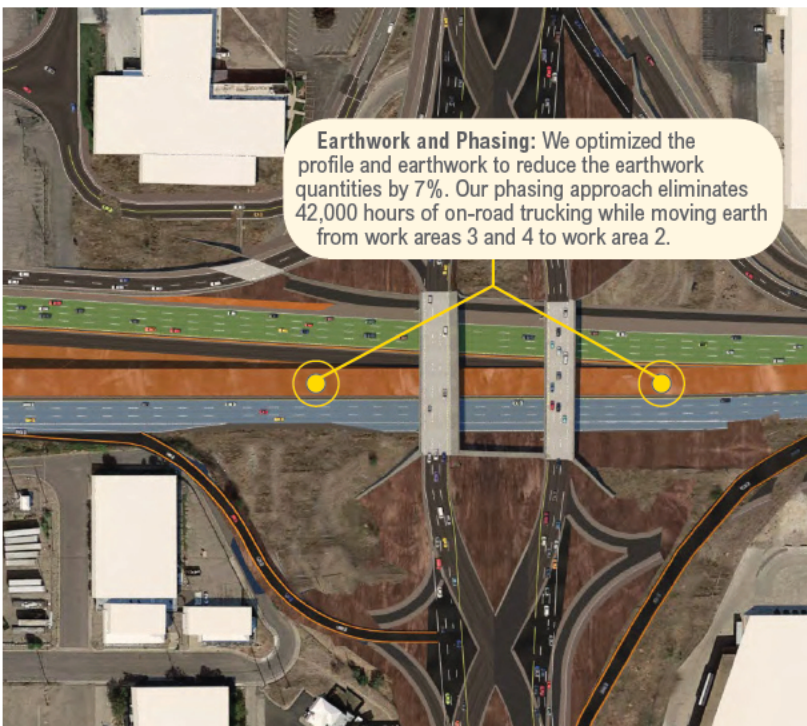 Earthwork and Phasing: We optimized the
profile and earthwork to reduce the earthwork
quantities by 7%. Our phasing approach eliminates
42,000 hours of on-road trucking while moving earth
from work areas 3 and 4 to work area 2.